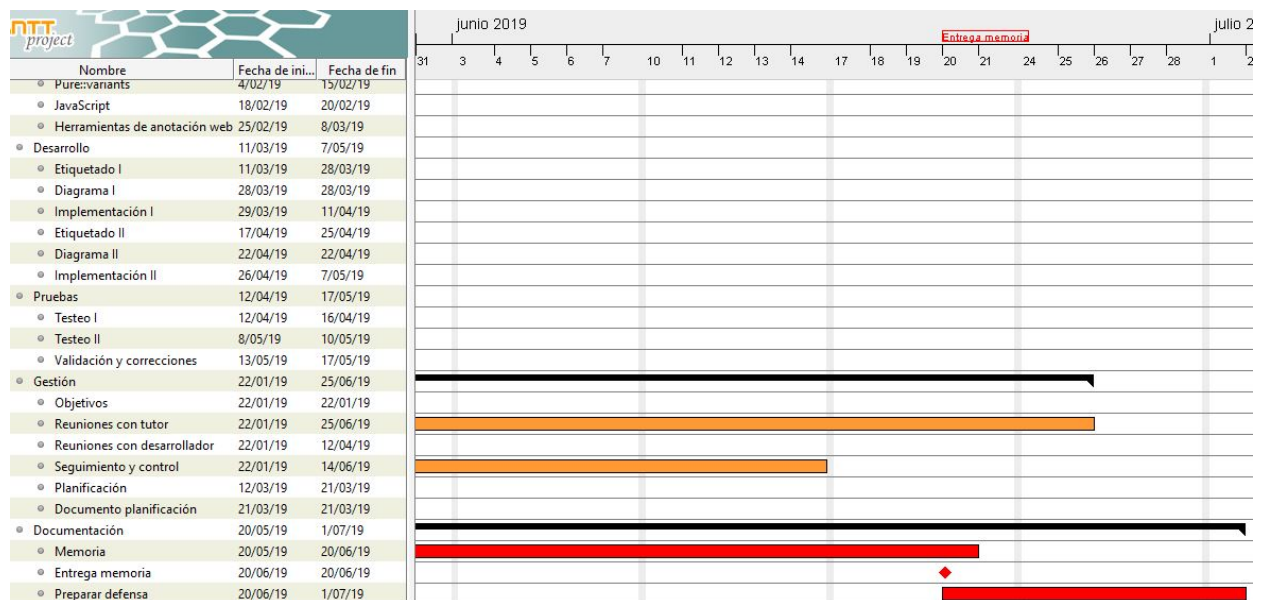 NTT
project
junio 2019
julio 2
Entrega memoria
31 3 4 5 6 7 10 11 12 13 14 17 18 19 20 21 24 25 26 27 28 1 2
Nombre Fecha de ini... Fecha de fin
Pure::variants 4/02/19 15/02/19
JavaScript 18/02/19 20/02/19
Herramientas de anotación web 25/02/19 8/03/19
Desarrollo 11/03/19 7/05/19
Etiquetado I 11/03/19 28/03/19
Diagrama I 28/03/19 28/03/19
Implementación I 29/03/19 11/04/19
Etiquetado II 17/04/19 25/04/19
Diagrama II 22/04/19 22/04/19
Implementación II 26/04/19 7/05/19
Pruebas 12/04/19 17/05/19
Testeo I 12/04/19 16/04/19
Testeo II 8/05/19 10/05/19
Validación y correcciones 13/05/19 17/05/19
Gestión 22/01/19 25/06/19
Objetivos 22/01/19 22/01/19
Reuniones con tutor 22/01/19 25/06/19
Reuniones con desarrollador 22/01/19 12/04/19
Seguimiento y control 22/01/19 14/06/19
Planificación 12/03/19 21/03/19
Documento planificación 21/03/19 21/03/19
Documentación 20/05/19 1/07/19
Memoria 20/05/19 20/06/19
Entrega memoria 20/06/19 20/06/19
Preparar defensa 20/06/19 1/07/19